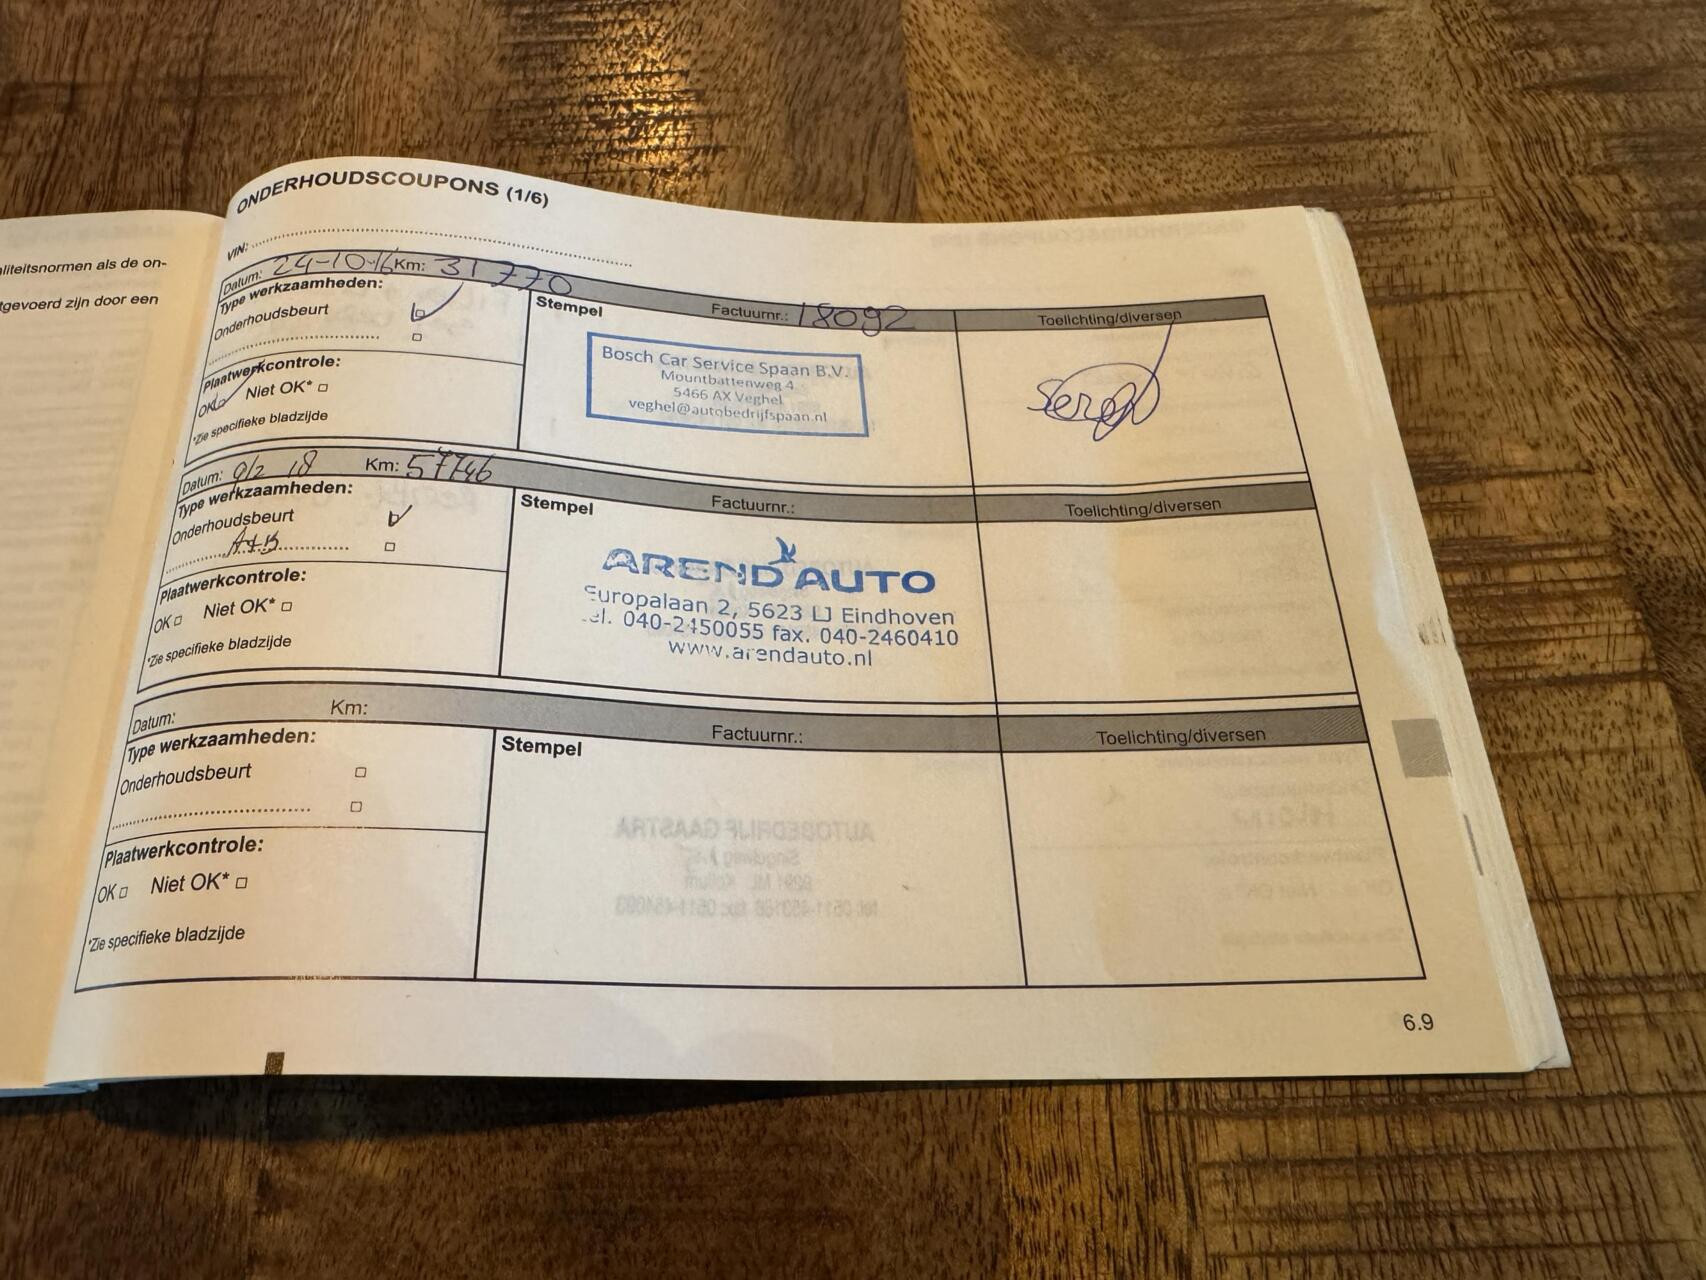 aliteitsnormen als de on-
tgevoerd zijn door een
ONDERHOUDSCOUPONS (1/6)
VIN:
Datum: 24-10-16 Km: 31770
Factuurnr.: 18092
Toelichting/diversen
Type werkzaamheden:
Onderhoudsbeurt
Stempel
Bosch Car Service Spaan B.V.
Mountbattenweg 4
5466 AX Veghel
veghel@autobedrijfspaan.nl
Plaatwerkcontrole:
OK Niet OK*
*Zie specifieke bladzijde
Datum: 9/2 18 Km: 57746
Factuurnr.:
Toelichting/diversen
Type werkzaamheden:
Onderhoudsbeurt
Stempel
AREND AUTO
Europalaan 2, 5623 LJ Eindhoven
el. 040-2450055 fax. 040-2460410
www.arendauto.nl
Plaatwerkcontrole:
OK Niet OK*
*Zie specifieke bladzijde
Datum: Km:
Factuurnr.:
Toelichting/diversen
Type werkzaamheden:
Onderhoudsbeurt
Stempel
Plaatwerkcontrole:
OK Niet OK*
*Zie specifieke bladzijde
6.9